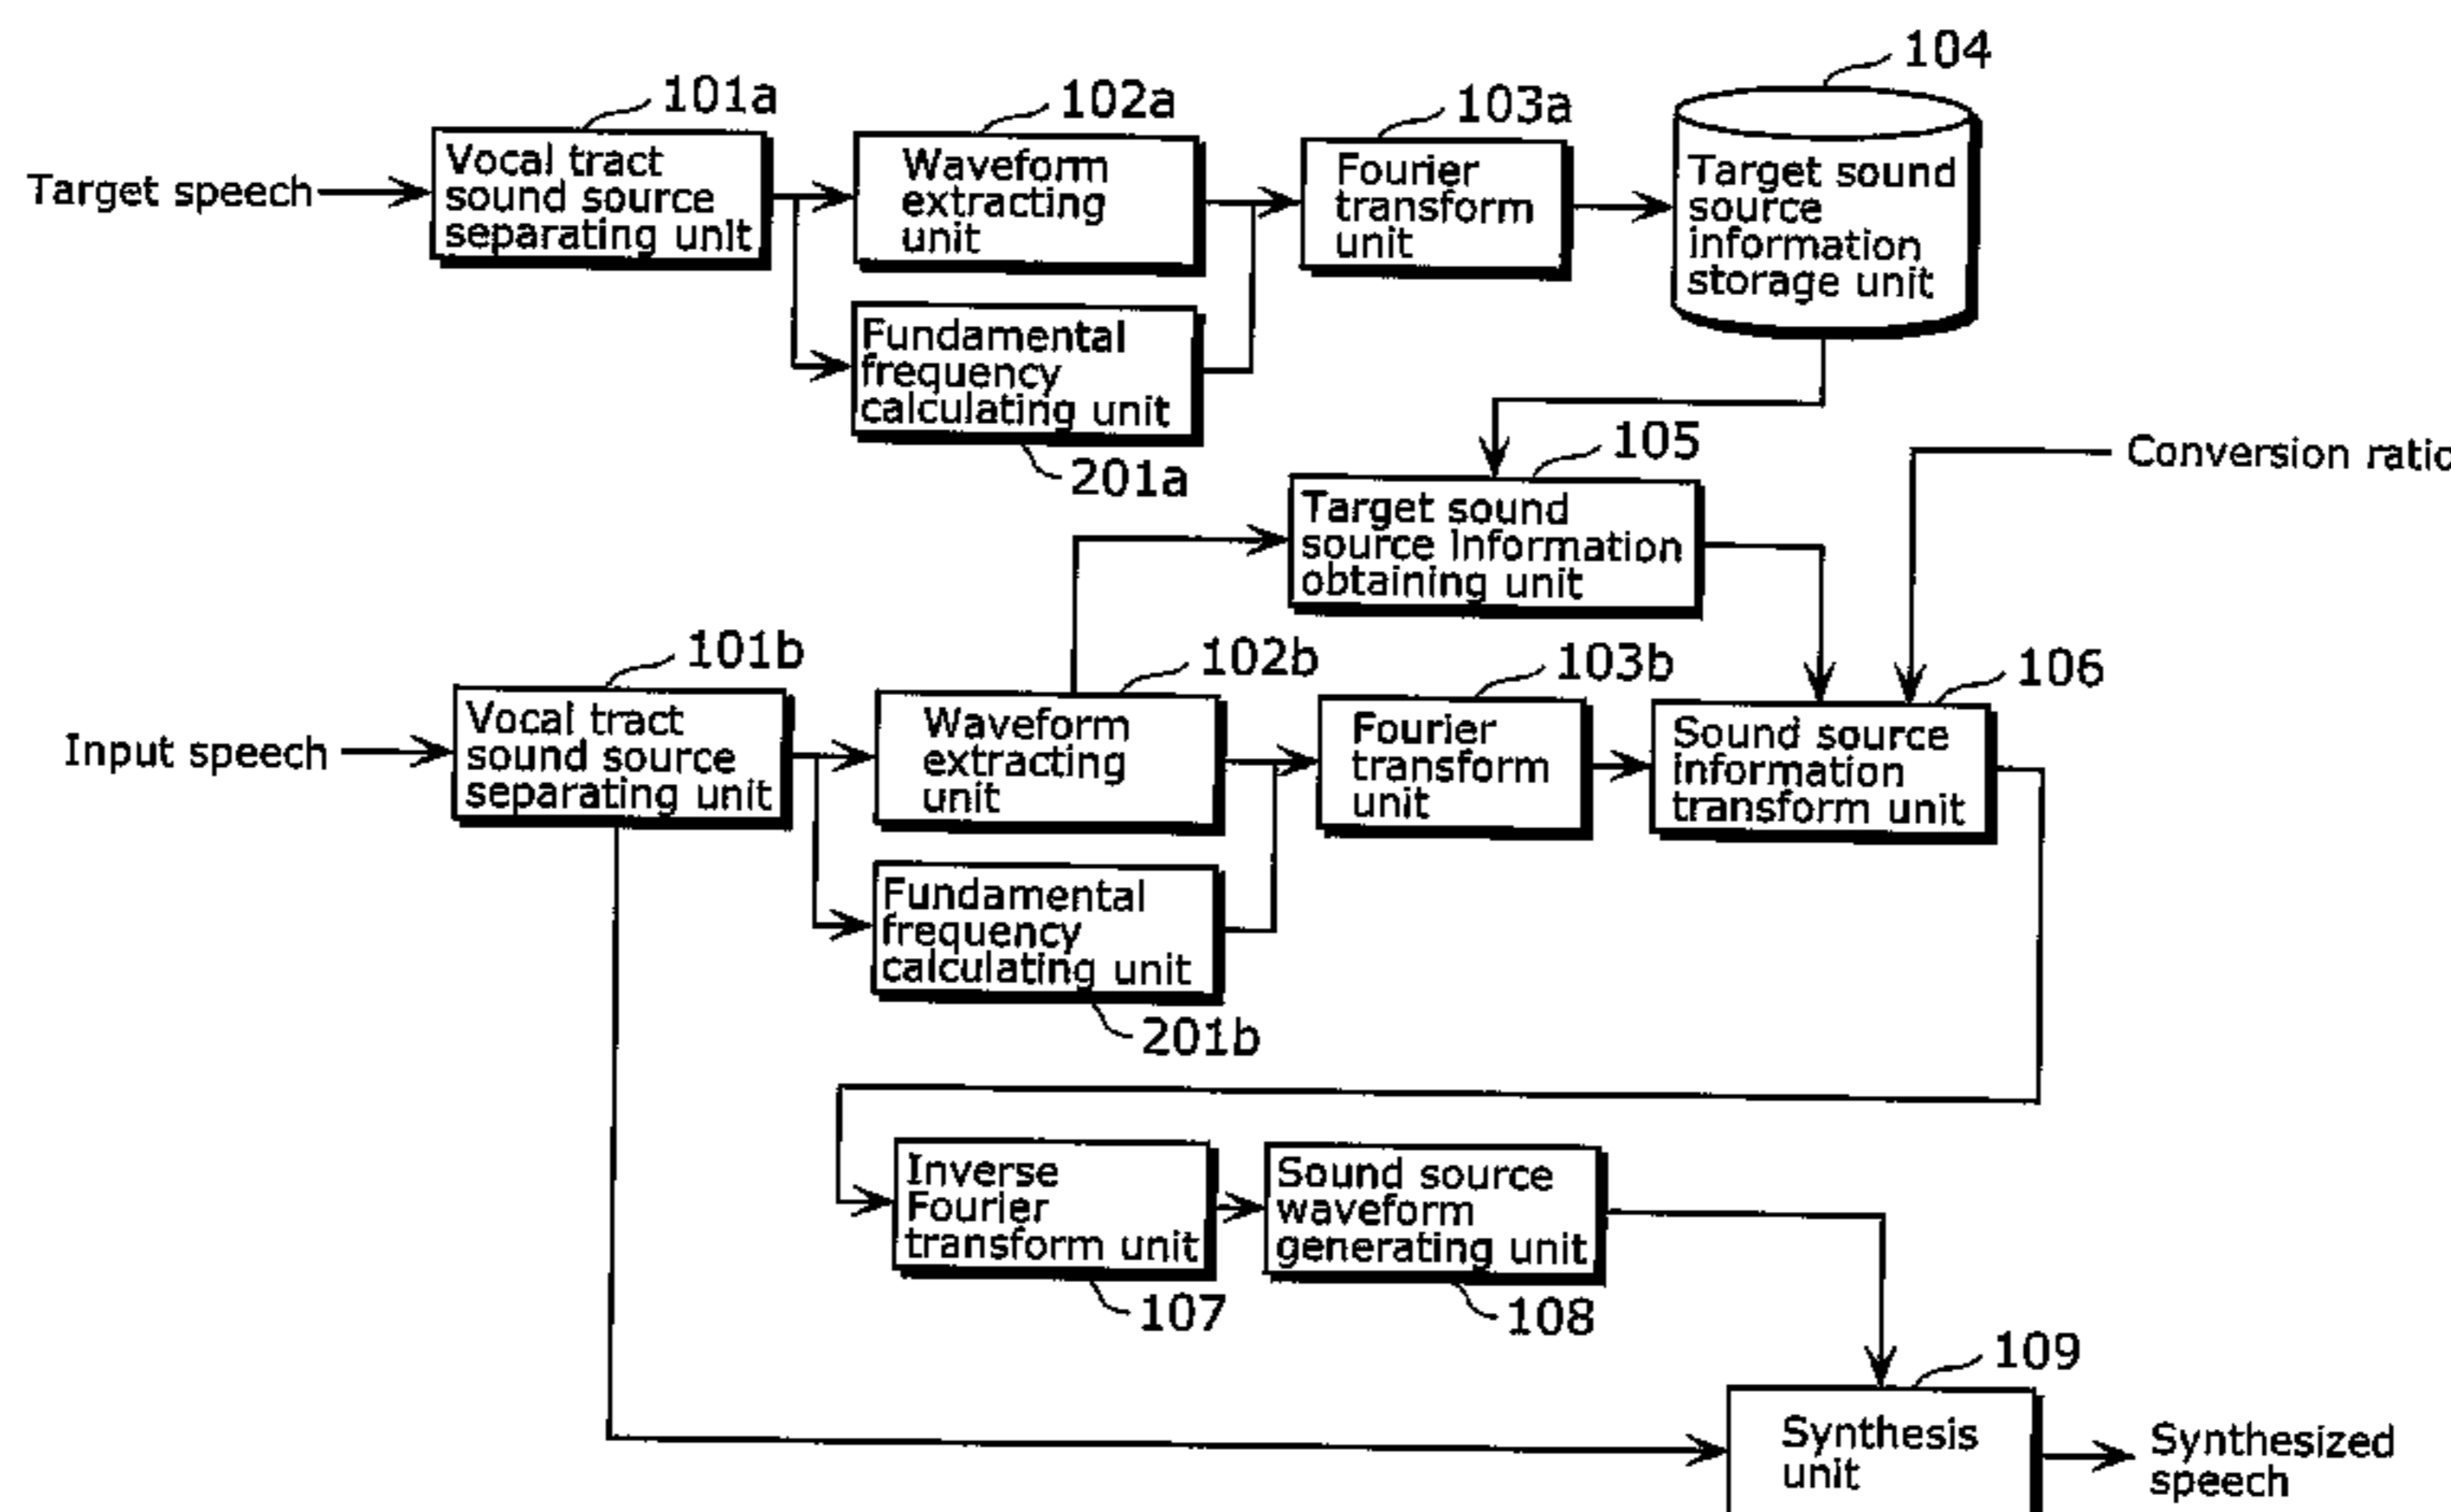 104
101a
102a
103a
Target speech
Vocal tract
sound source
separating unit
Waveform
extracting
unit
Fourier
transform
unit
Target sound
source
information
storage unit
Fundamental
frequency
calculating unit
201a
105
Conversion ratio
Target sound
source information
obtaining unit
101b
102b
103b
106
Input speech
Vocal tract
sound source
separating unit
Waveform
extracting
unit
Fourier
transform
unit
Sound source
information
transform unit
Fundamental
frequency
calculating unit
201b
Inverse
Fourier
transform unit
Sound source
waveform
generating unit
107
108
109
Synthesis
unit
Synthesized
speech